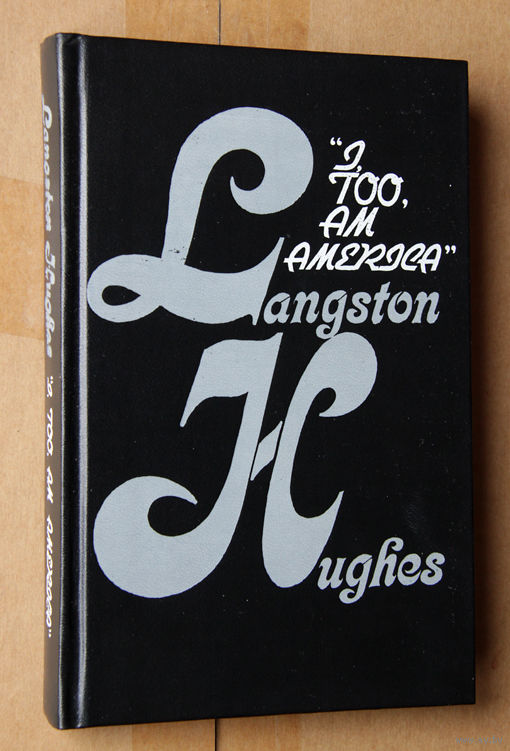 "I,
TOO,
AM
AMERICA"
Langston
Hughes
Langston Hughes "I, TOO, AM AMERICA"